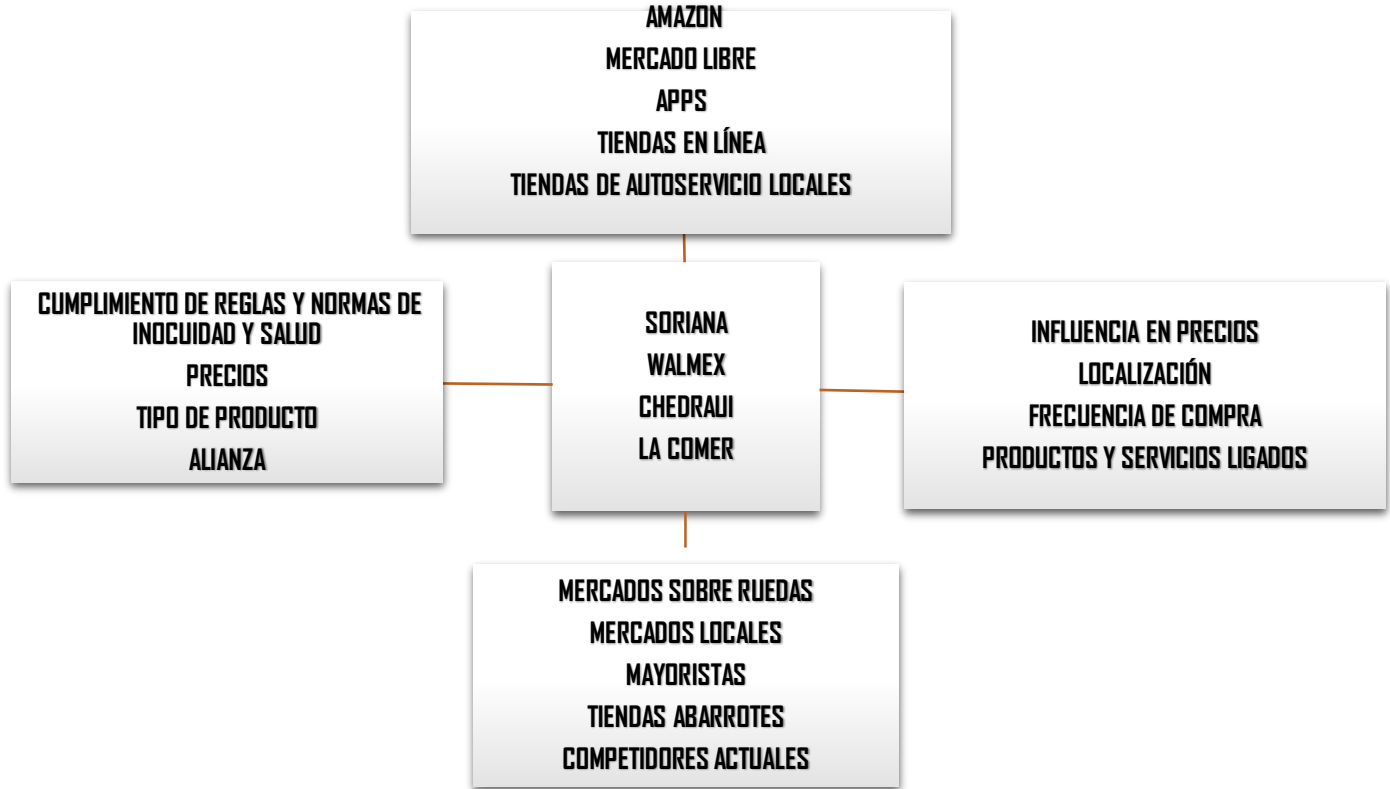 AMAZON
MERCADO LIBRE
APPS
TIENDAS EN LÍNEA
TIENDAS DE AUTOSERVICIO LOCALES
CUMPLIMIENTO DE REGLAS Y NORMAS DE
INOCUIDAD Y SALUD
PRECIOS
TIPO DE PRODUCTO
ALIANZA
SORIANA
WALMEX
CHEDRAUI
LA COMER
INFLUENCIA EN PRECIOS
LOCALIZACIÓN
FRECUENCIA DE COMPRA
PRODUCTOS Y SERVICIOS LIGADOS
MERCADOS SOBRE RUEDAS
MERCADOS LOCALES
MAYORISTAS
TIENDAS ABARROTES
COMPETIDORES ACTUALES